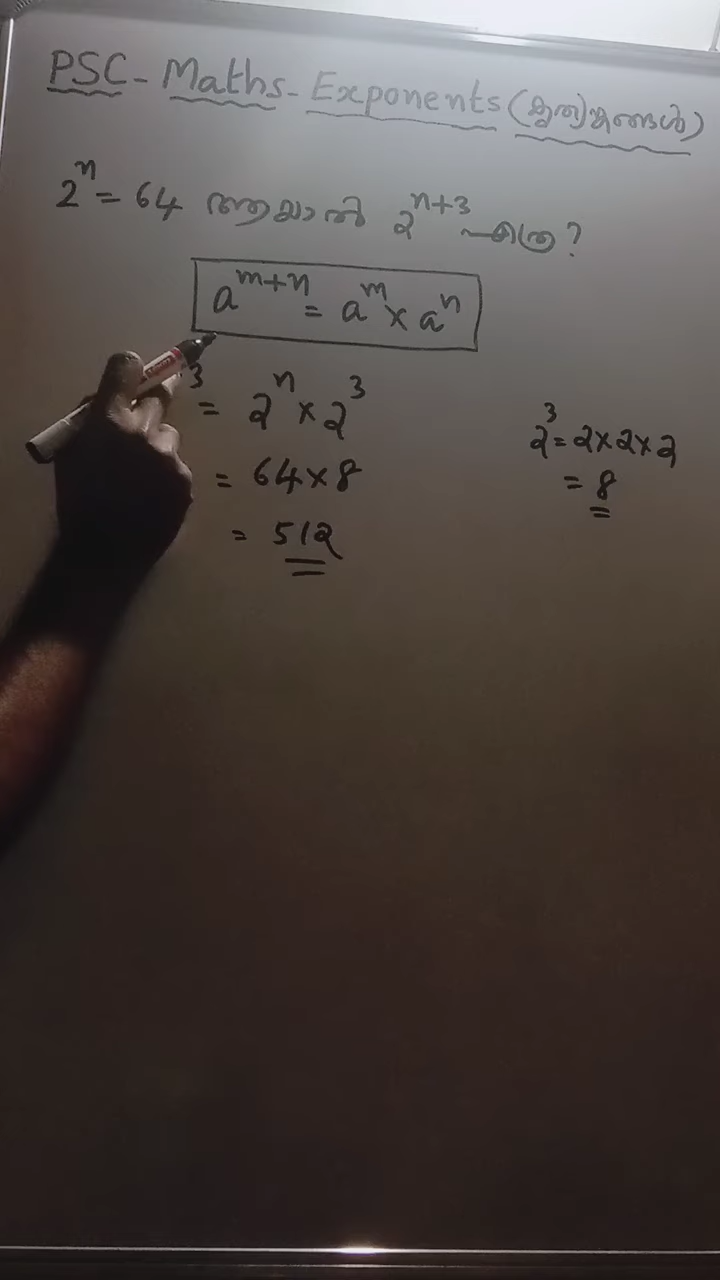 PSC - Maths - Exponents (കൃത്യങ്കങ്ങൾ)
2ⁿ = 64 ആയാൽ 2ⁿ⁺³ എത്ര?
aᵐ⁺ⁿ = aᵐ × aⁿ
³ = 2ⁿ × 2³
= 64 × 8
= 512
2³ = 2×2×2
= 8